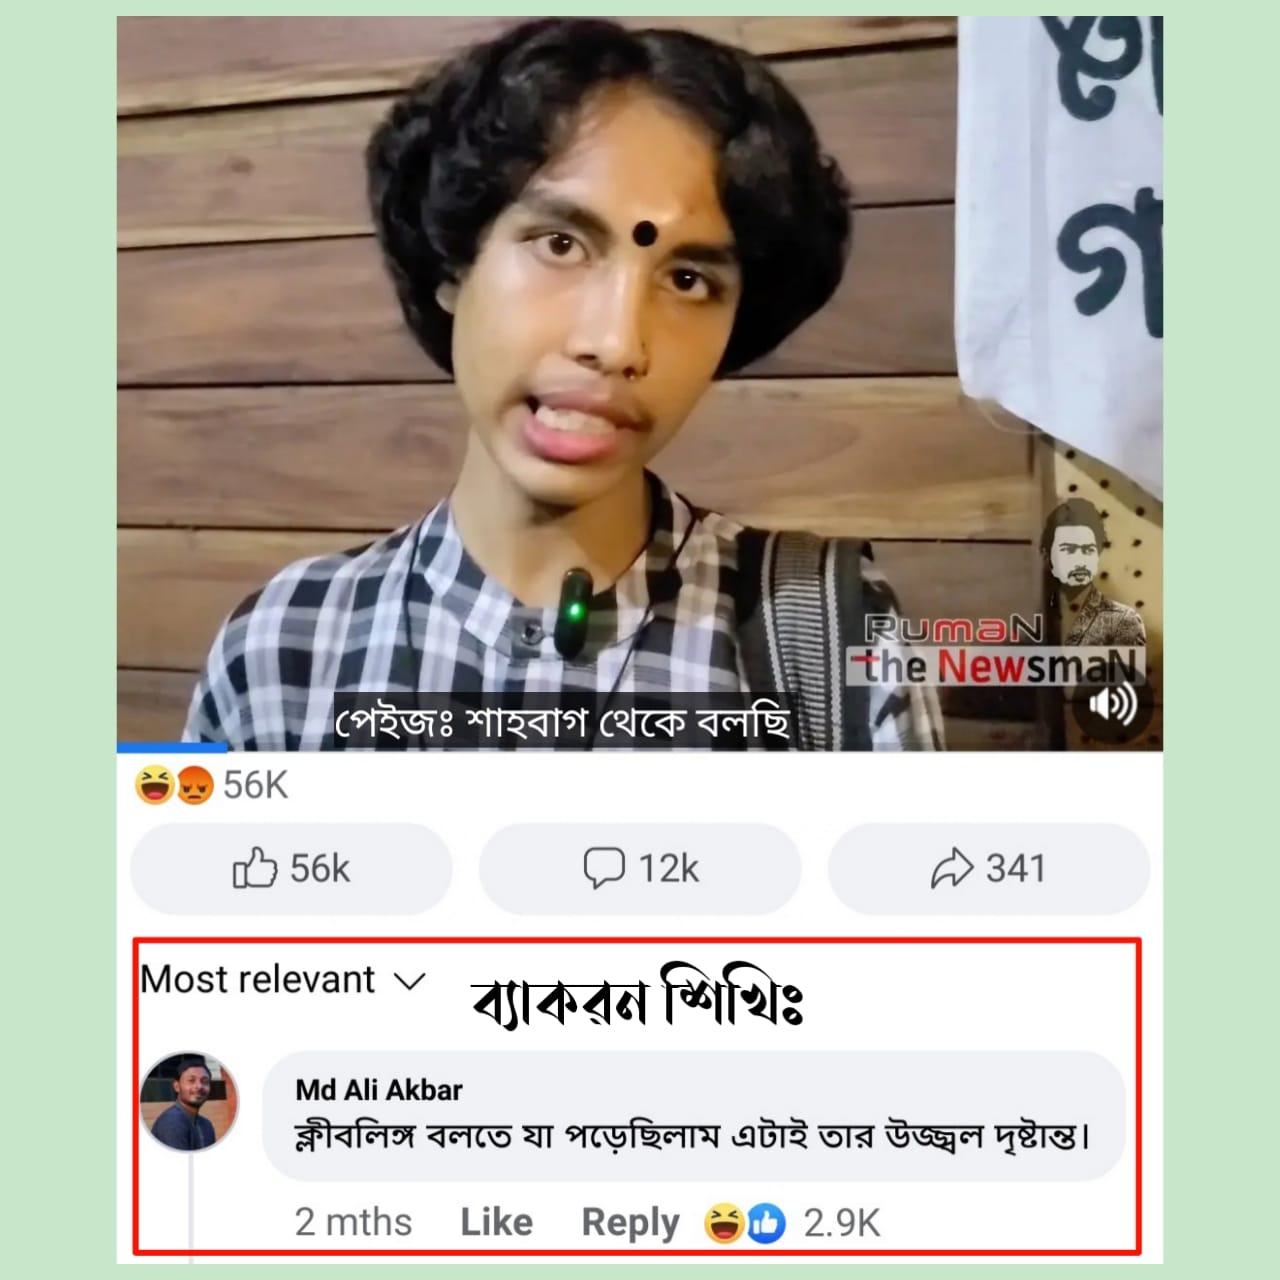 গ
RumaN
the NewsmaN
পেইজঃ শাহবাগ থেকে বলছি
56K
56k 12k 341
Most relevant
ব্যাকরন শিখিঃ
Md Ali Akbar
ক্লীবলিঙ্গ বলতে যা পড়েছিলাম এটাই তার উজ্জ্বল দৃষ্টান্ত।
2 mths Like Reply 2.9K